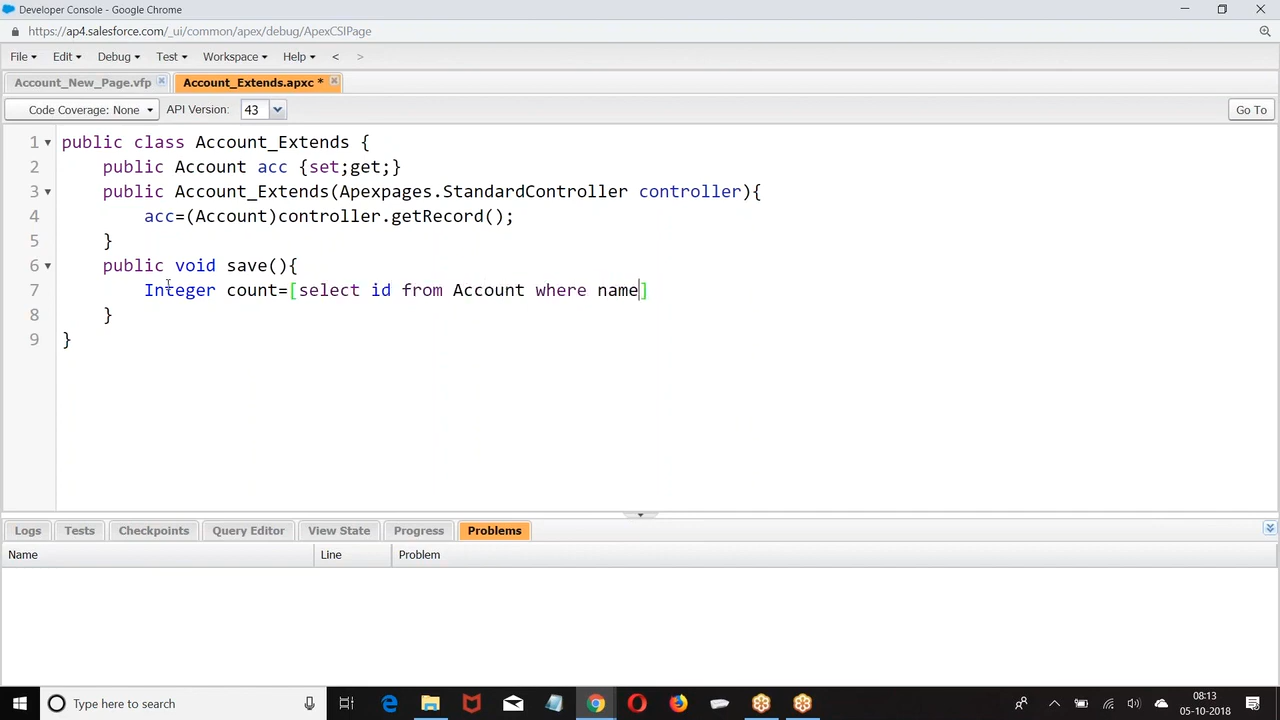 Developer Console - Google Chrome
https://ap4.salesforce.com/_ui/common/apex/debug/ApexCSIPage
File Edit Debug Test Workspace Help < >
Account_New_Page.vfp Account_Extends.apxc *
Code Coverage: None API Version: 43 Go To
1 public class Account_Extends {
2 public Account acc {set;get;}
3 public Account_Extends(Apexpages.StandardController controller){
4 acc=(Account)controller.getRecord();
5 }
6 public void save(){
7 Integer count=[select id from Account where name]
8 }
9 }
Logs Tests Checkpoints Query Editor View State Progress Problems
Name Line Problem
Type here to search
08:13
05-10-2018